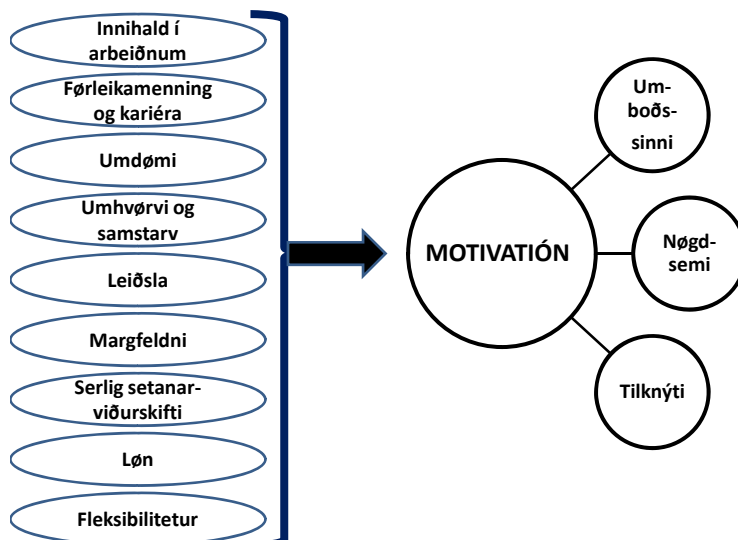 Innihald í
arbeiðnum
Førleikamenning
og kariéra
Umdømi
Umhvørvi og
samstarv
Leiðsla
Margfeldni
Serlig setanar-
viðurskifti
Løn
Fleksibilitetur
MOTIVATIÓN
Um-
boðs-
sinni
Nøgd-
semi
Tilknýti